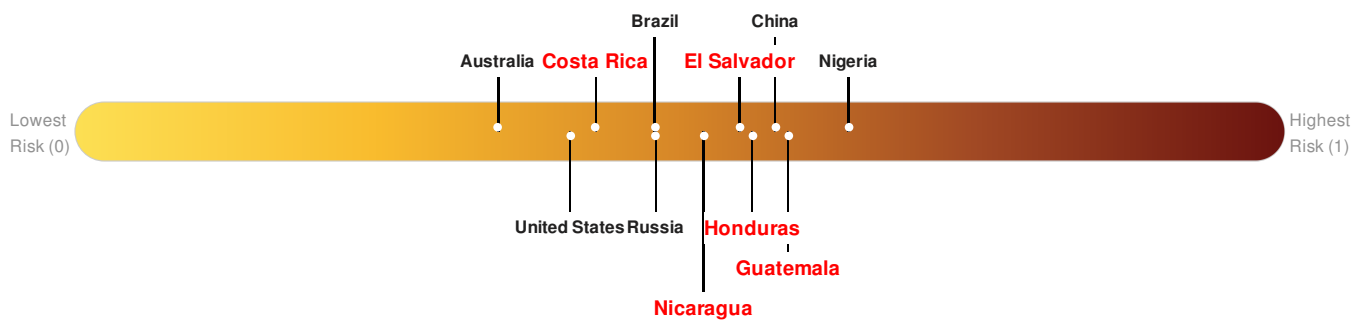 Brazil
China
Australia
Costa Rica
El Salvador
Nigeria
Lowest
Risk (0)
Highest
Risk (1)
United States
Russia
Honduras
Guatemala
Nicaragua